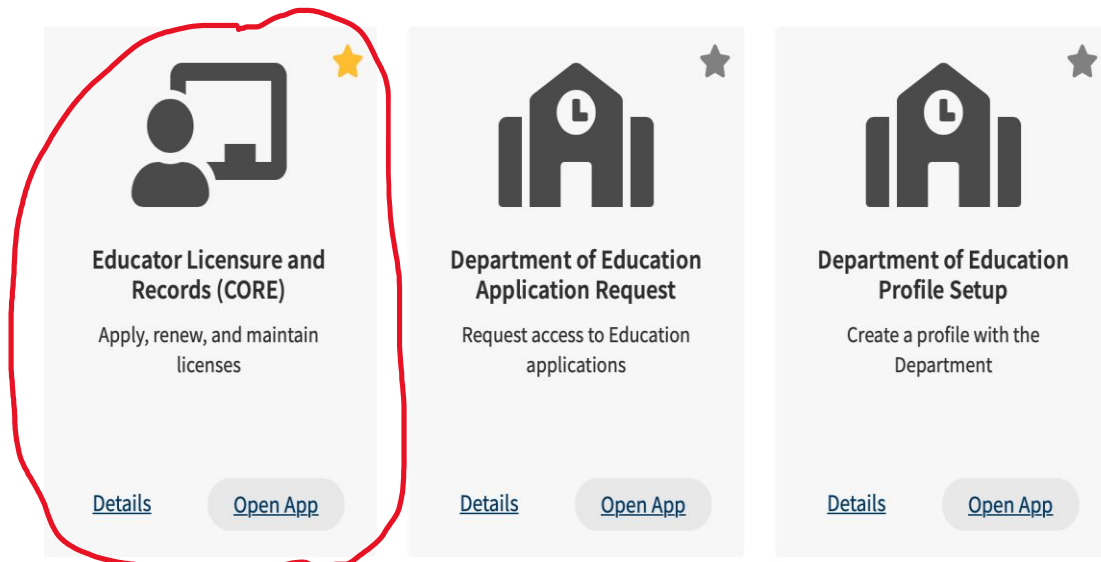 Educator Licensure and
Records (CORE)
Apply, renew, and maintain
licenses
Details
Open App
Department of Education
Application Request
Request access to Education
applications
Details
Open App
Department of Education
Profile Setup
Create a profile with the
Department
Details
Open App